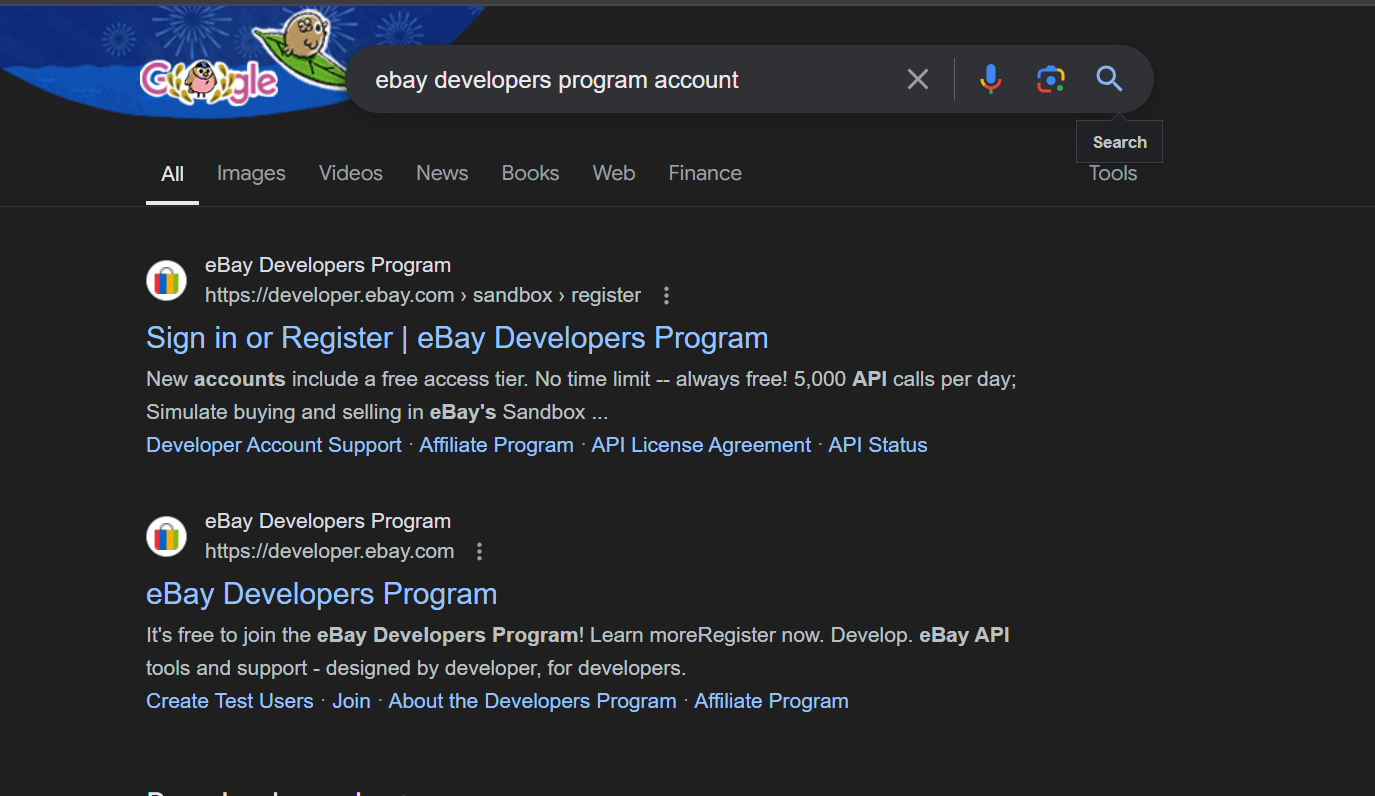 Google
ebay developers program account
Search
All Images Videos News Books Web Finance Tools
eBay Developers Program
https://developer.ebay.com › sandbox › register
Sign in or Register | eBay Developers Program
New accounts include a free access tier. No time limit -- always free! 5,000 API calls per day;
Simulate buying and selling in eBay's Sandbox ...
Developer Account Support · Affiliate Program · API License Agreement · API Status
eBay Developers Program
https://developer.ebay.com
eBay Developers Program
It's free to join the eBay Developers Program! Learn moreRegister now. Develop. eBay API
tools and support - designed by developer, for developers.
Create Test Users · Join · About the Developers Program · Affiliate Program